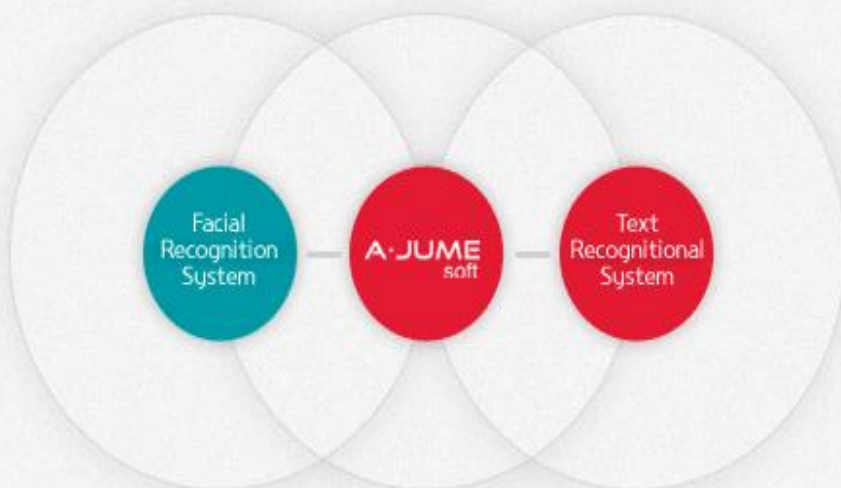 Facial
Recognition
System
A·JUME
soft
Text
Recognitional
System